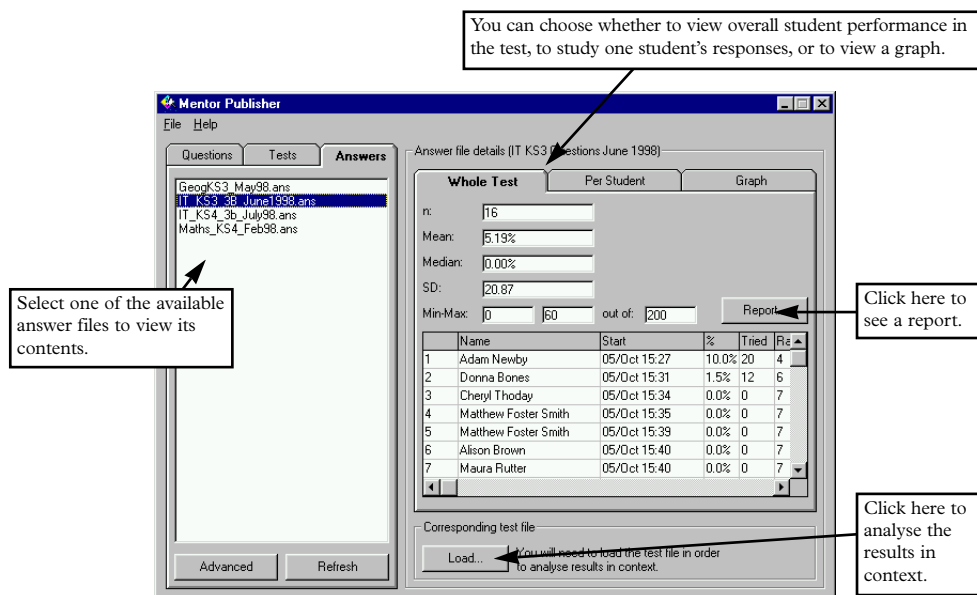 You can choose whether to view overall student performance in
the test, to study one student's responses, or to view a graph.
Mentor Publisher
File Help
Questions Tests Answers
GeogKS3_May98.ans
IT_KS3_3B_June1998.ans
IT_KS4_3b_July98.ans
Maths_KS4_Feb98.ans
Select one of the available
answer files to view its
contents.
Advanced Refresh
Answer file details (IT KS3 Questions June 1998)
Whole Test Per Student Graph
n: 16
Mean: 5.19%
Median: 0.00%
SD: 20.87
Min-Max: 0 60 out of: 200 Report
Click here to
see a report.
Name Start % Tried Ra
1 Adam Newby 05/Oct 15:27 10.0% 20 4
2 Donna Bones 05/Oct 15:31 1.5% 12 6
3 Cheryl Thoday 05/Oct 15:34 0.0% 0 7
4 Matthew Foster Smith 05/Oct 15:35 0.0% 0 7
5 Matthew Foster Smith 05/Oct 15:39 0.0% 0 7
6 Alison Brown 05/Oct 15:40 0.0% 0 7
7 Maura Rutter 05/Oct 15:40 0.0% 0 7
Corresponding test file
Load... You will need to load the test file in order
to analyse results in context.
Click here to
analyse the
results in
context.